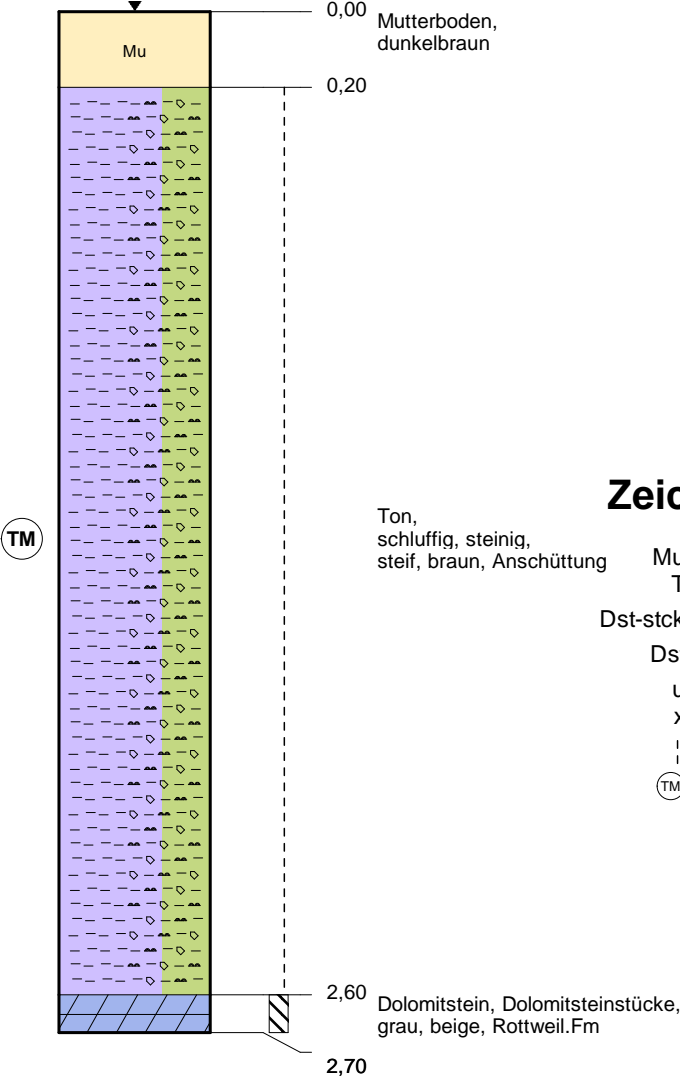 0,00
Mutterboden,
dunkelbraun
Mu
0,20
Ton,
schluffig, steinig,
steif, braun, Anschüttung
TM
Zeic
Mu
T
Dst-stck
Ds
u
x
TM
2,60
Dolomitstein, Dolomitsteinstücke,
grau, beige, Rottweil.Fm
2,70